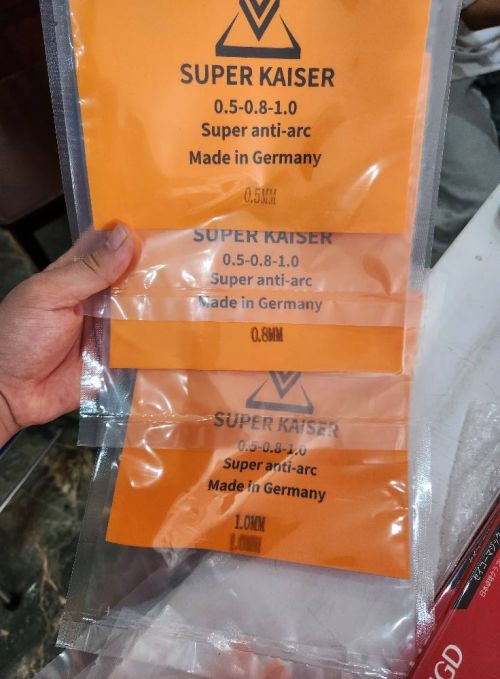 SUPER KAISER
0.5-0.8-1.0
Super anti-arc
Made in Germany
0.5MM
SUPER KAISER
0.5-0.8-1.0
Super anti-arc
Made in Germany
0.8MM
SUPER KAISER
0.5-0.8-1.0
Super anti-arc
Made in Germany
1.0MM
1.0MM
GD